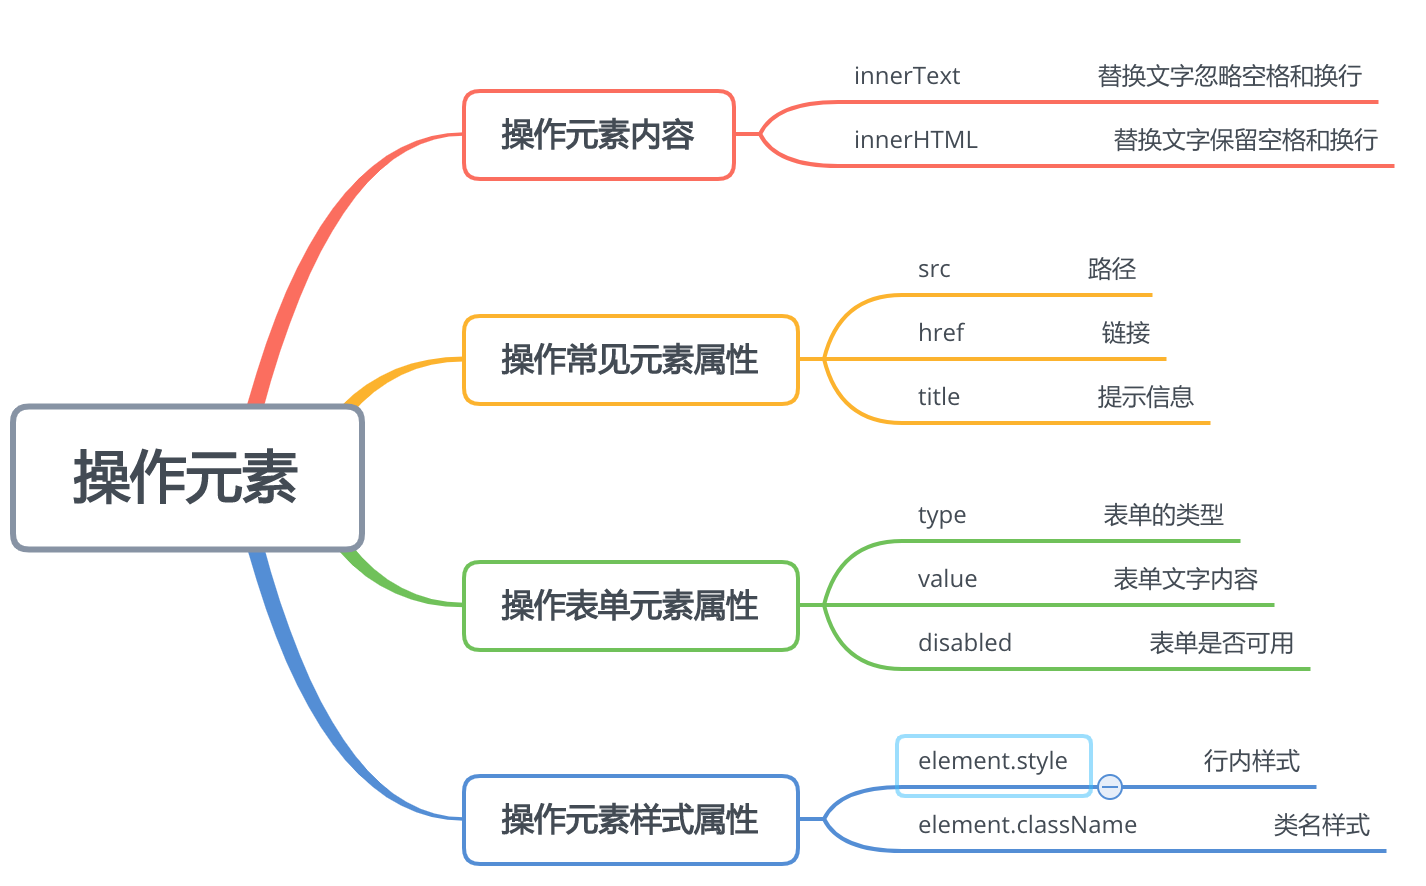 操作元素
操作元素内容
innerText 替换文字忽略空格和换行
innerHTML 替换文字保留空格和换行
操作常见元素属性
src 路径
href 链接
title 提示信息
操作表单元素属性
type 表单的类型
value 表单文字内容
disabled 表单是否可用
操作元素样式属性
element.style 行内样式
element.className 类名样式